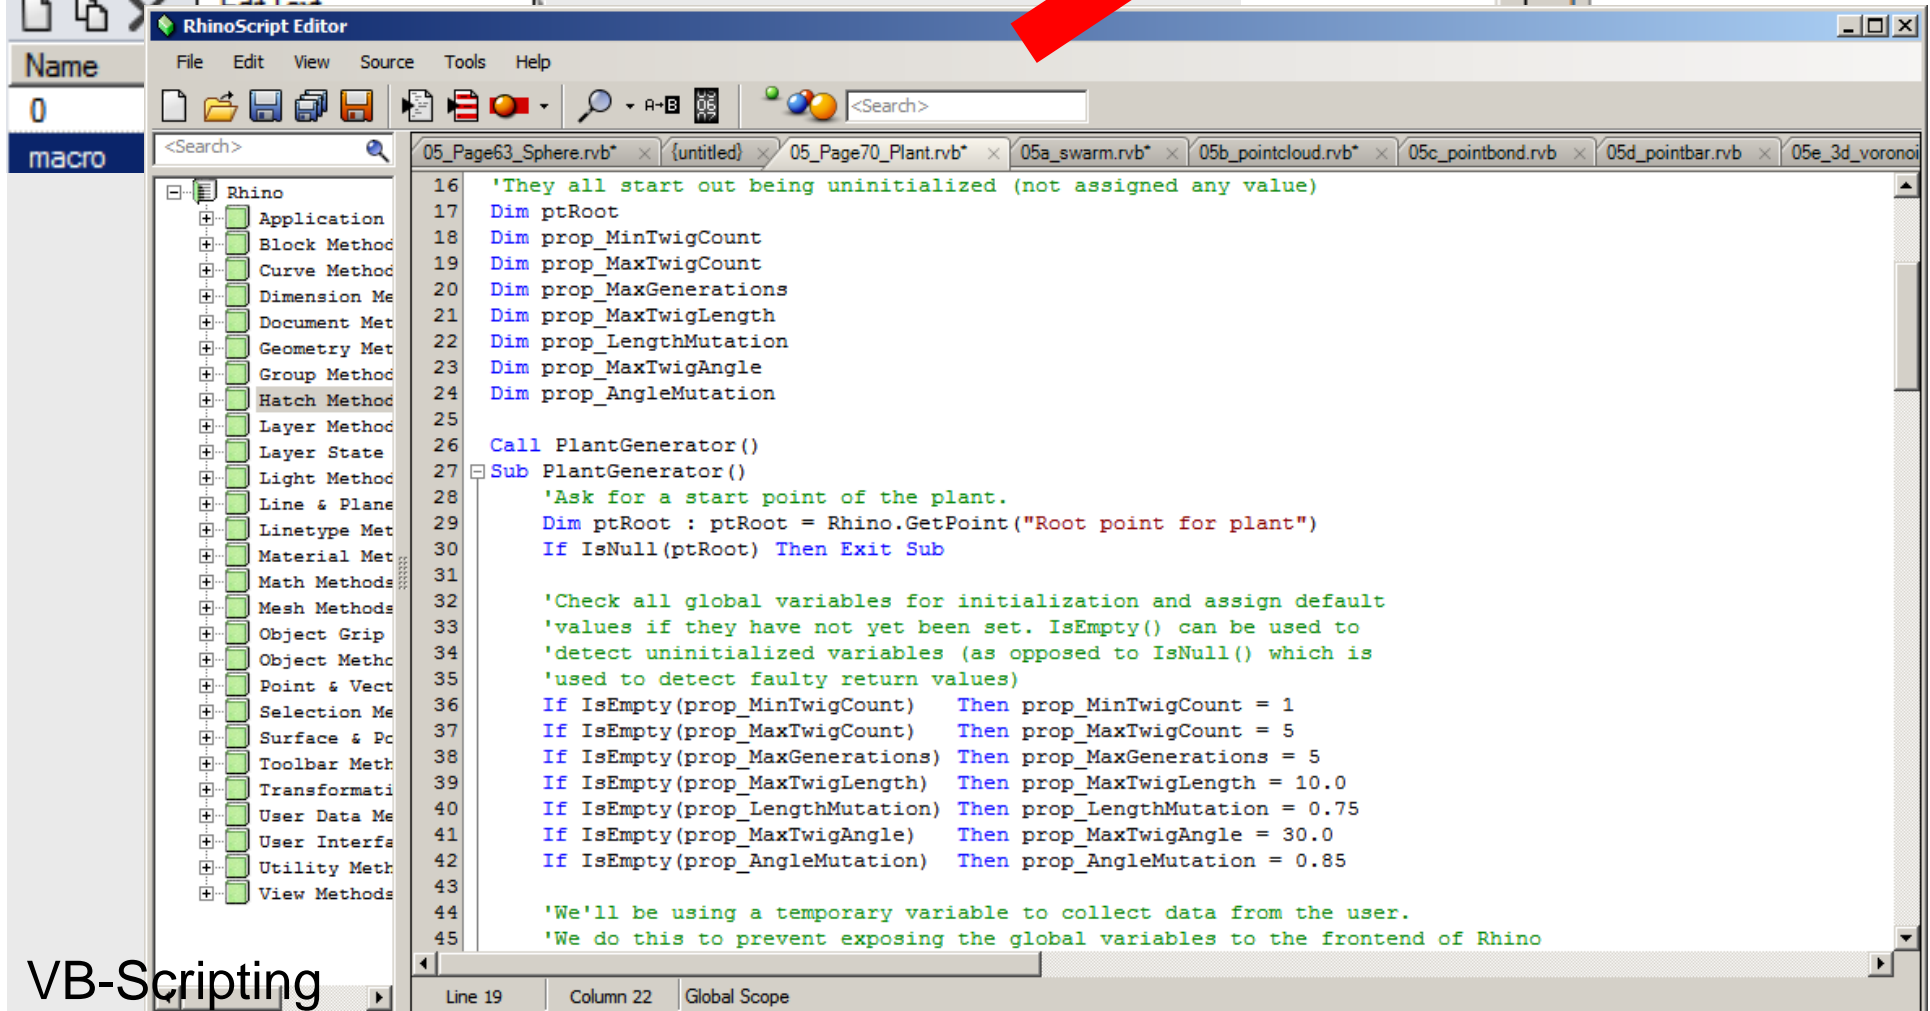 Edit Text
Name
0
macro
RhinoScript Editor
File Edit View Source Tools Help
A→B
<Search>
<Search>
05_Page63_Sphere.rvb* {untitled} 05_Page70_Plant.rvb* 05a_swarm.rvb* 05b_pointcloud.rvb* 05c_pointbond.rvb 05d_pointbar.rvb 05e_3d_voronoi
Rhino
Application
Block Method
Curve Method
Dimension Me
Document Met
Geometry Met
Group Method
Hatch Method
Layer Method
Layer State
Light Method
Line & Plane
Linetype Met
Material Met
Math Methods
Mesh Methods
Object Grip
Object Metho
Point & Vect
Selection Me
Surface & Po
Toolbar Meth
Transformati
User Data Me
User Interfa
Utility Meth
View Methods
16 'They all start out being uninitialized (not assigned any value)
17 Dim ptRoot
18 Dim prop_MinTwigCount
19 Dim prop_MaxTwigCount
20 Dim prop_MaxGenerations
21 Dim prop_MaxTwigLength
22 Dim prop_LengthMutation
23 Dim prop_MaxTwigAngle
24 Dim prop_AngleMutation
25
26 Call PlantGenerator()
27 Sub PlantGenerator()
28 'Ask for a start point of the plant.
29 Dim ptRoot : ptRoot = Rhino.GetPoint("Root point for plant")
30 If IsNull(ptRoot) Then Exit Sub
31
32 'Check all global variables for initialization and assign default
33 'values if they have not yet been set. IsEmpty() can be used to
34 'detect uninitialized variables (as opposed to IsNull() which is
35 'used to detect faulty return values)
36 If IsEmpty(prop_MinTwigCount) Then prop_MinTwigCount = 1
37 If IsEmpty(prop_MaxTwigCount) Then prop_MaxTwigCount = 5
38 If IsEmpty(prop_MaxGenerations) Then prop_MaxGenerations = 5
39 If IsEmpty(prop_MaxTwigLength) Then prop_MaxTwigLength = 10.0
40 If IsEmpty(prop_LengthMutation) Then prop_LengthMutation = 0.75
41 If IsEmpty(prop_MaxTwigAngle) Then prop_MaxTwigAngle = 30.0
42 If IsEmpty(prop_AngleMutation) Then prop_AngleMutation = 0.85
43
44 'We'll be using a temporary variable to collect data from the user.
45 'We do this to prevent exposing the global variables to the frontend of Rhino
VB-Scripting
Line 19 Column 22 Global Scope